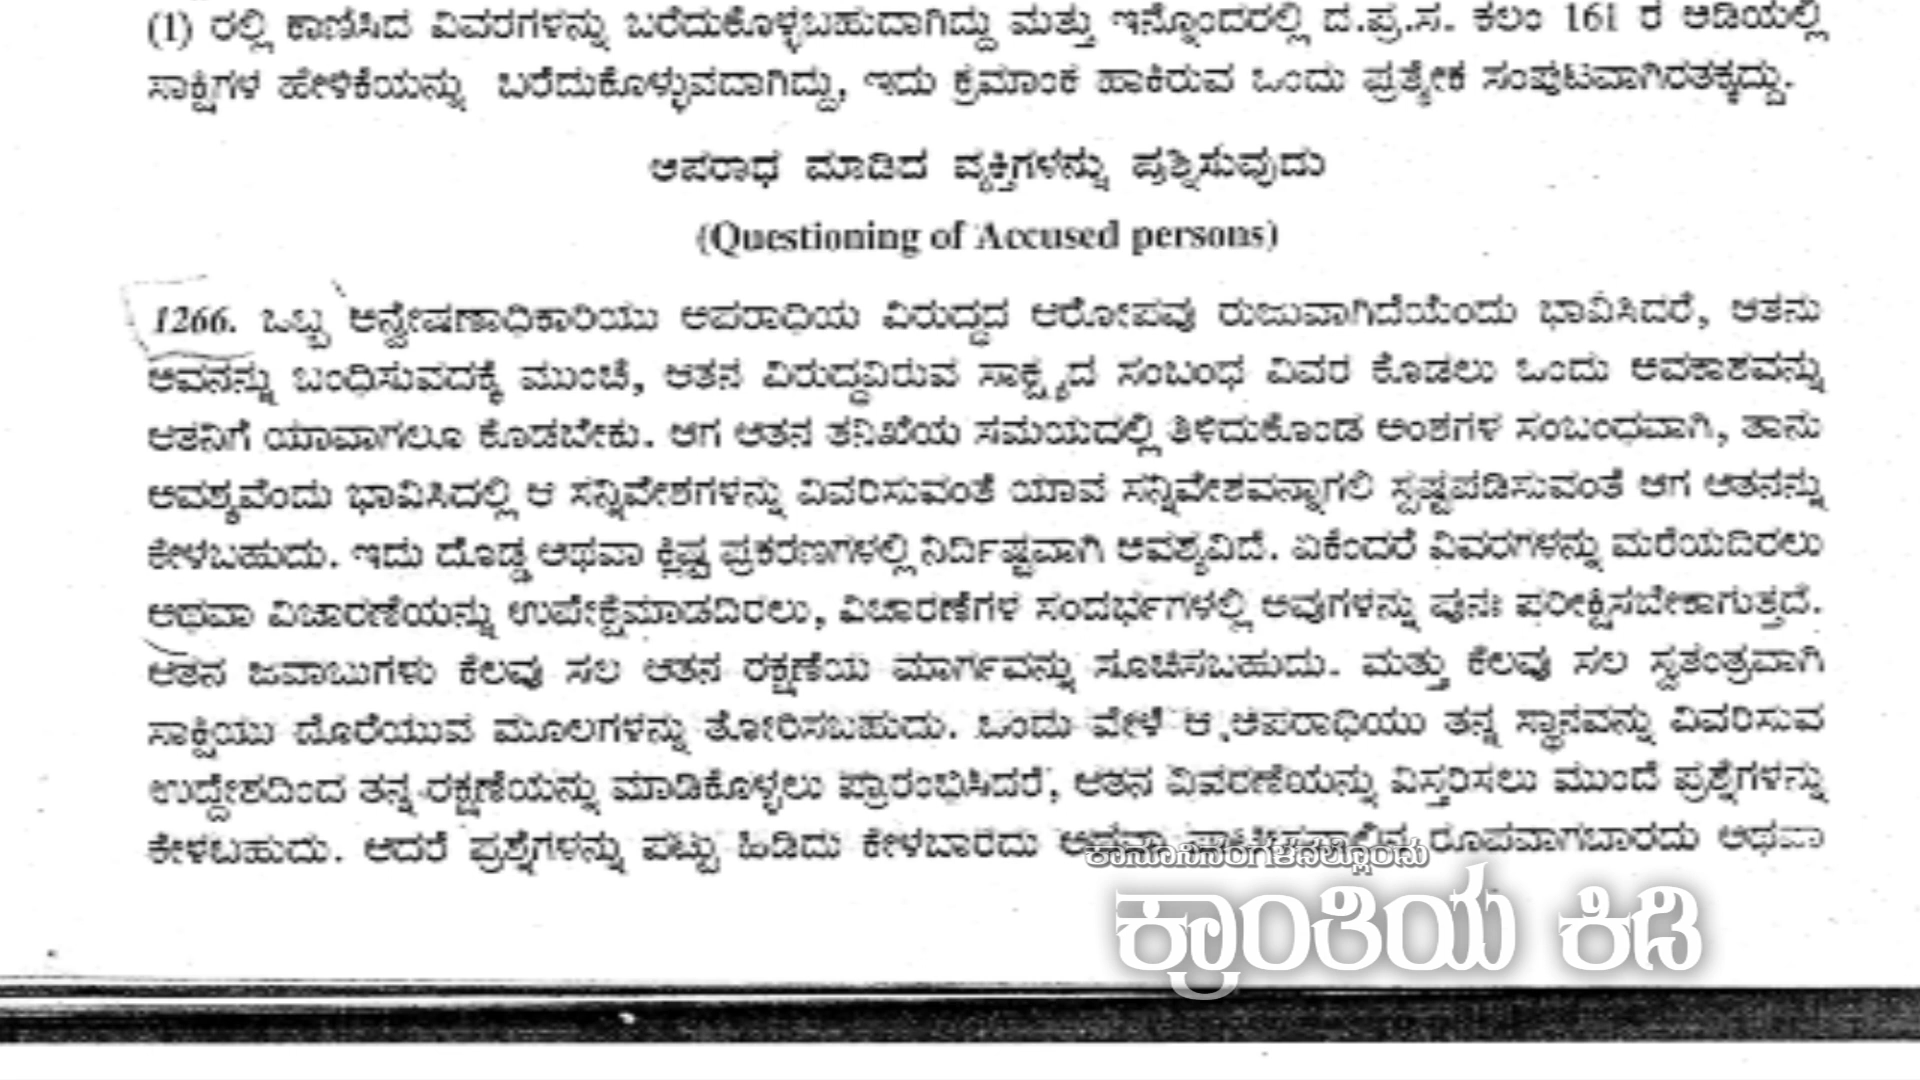 (1) ರಲ್ಲಿ ಕಾಣಿಸಿದ ವಿವರಗಳನ್ನು ಬರೆದುಕೊಳ್ಳಬಹುದಾಗಿದ್ದು ಮತ್ತು ಇನ್ನೊಂದರಲ್ಲಿ ದ.ಪ್ರ.ಸ. ಕಲಂ 161 ರ ಅಡಿಯಲ್ಲಿ
ಸಾಕ್ಷಿಗಳ ಹೇಳಿಕೆಯನ್ನು ಬರೆದುಕೊಳ್ಳುವದಾಗಿದ್ದು, ಇದು ಕ್ರಮಾಂಕ ಹಾಕಿರುವ ಒಂದು ಪ್ರತ್ಯೇಕ ಸಂಪುಟವಾಗಿರತಕ್ಕದ್ದು.
ಅಪರಾಧ ಮಾಡಿದ ವ್ಯಕ್ತಿಗಳನ್ನು ಪ್ರಶ್ನಿಸುವುದು
(Questioning of Accused persons)
1266. ಒಬ್ಬ ಅನ್ವೇಷಣಾಧಿಕಾರಿಯು ಅಪರಾಧಿಯ ವಿರುದ್ಧದ ಆರೋಪವು ರುಜುವಾಗಿದೆಯೆಂದು ಭಾವಿಸಿದರೆ, ಆತನು
ಅವನನ್ನು ಬಂಧಿಸುವದಕ್ಕೆ ಮುಂಚೆ, ಆತನ ವಿರುದ್ಧವಿರುವ ಸಾಕ್ಷ್ಯದ ಸಂಬಂಧ ವಿವರ ಕೊಡಲು ಒಂದು ಅವಕಾಶವನ್ನು
ಆತನಿಗೆ ಯಾವಾಗಲೂ ಕೊಡಬೇಕು. ಆಗ ಆತನ ತನಿಖೆಯ ಸಮಯದಲ್ಲಿ ತಿಳಿದುಕೊಂಡ ಅಂಶಗಳ ಸಂಬಂಧವಾಗಿ, ತಾನು
ಅವಶ್ಯವೆಂದು ಭಾವಿಸಿದಲ್ಲಿ ಆ ಸನ್ನಿವೇಶಗಳನ್ನು ವಿವರಿಸುವಂತೆ ಯಾವ ಸನ್ನಿವೇಶವನ್ನಾಗಲಿ ಸ್ಪಷ್ಟಪಡಿಸುವಂತೆ ಆಗ ಆತನನ್ನು
ಕೇಳಬಹುದು. ಇದು ದೊಡ್ಡ ಅಥವಾ ಕ್ಲಿಷ್ಟ ಪ್ರಕರಣಗಳಲ್ಲಿ ನಿರ್ದಿಷ್ಟವಾಗಿ ಅವಶ್ಯವಿದೆ. ಏಕೆಂದರೆ ವಿವರಗಳನ್ನು ಮರೆಯದಿರಲು
ಅಥವಾ ವಿಚಾರಣೆಯನ್ನು ಉಪೇಕ್ಷೆಮಾಡದಿರಲು, ವಿಚಾರಣೆಗಳ ಸಂದರ್ಭಗಳಲ್ಲಿ ಅವುಗಳನ್ನು ಪುನಃ ಪರೀಕ್ಷಿಸಬೇಕಾಗುತ್ತದೆ.
ಆತನ ಜವಾಬುಗಳು ಕೆಲವು ಸಲ ಆತನ ರಕ್ಷಣೆಯ ಮಾರ್ಗವನ್ನು ಸೂಚಿಸಬಹುದು. ಮತ್ತು ಕೆಲವು ಸಲ ಸ್ವತಂತ್ರವಾಗಿ
ಸಾಕ್ಷಿಯು ದೊರೆಯುವ ಮೂಲಗಳನ್ನು ತೋರಿಸಬಹುದು. ಒಂದು ವೇಳೆ ಆ ಅಪರಾಧಿಯು ತನ್ನ ಸ್ಥಾನವನ್ನು ವಿವರಿಸುವ
ಉದ್ದೇಶದಿಂದ ತನ್ನ ರಕ್ಷಣೆಯನ್ನು ಮಾಡಿಕೊಳ್ಳಲು ಪ್ರಾರಂಭಿಸಿದರೆ, ಆತನ ವಿವರಣೆಯನ್ನು ವಿಸ್ತರಿಸಲು ಮುಂದೆ ಪ್ರಶ್ನೆಗಳನ್ನು
ಕೇಳಬಹುದು. ಆದರೆ ಪ್ರಶ್ನೆಗಳನ್ನು ಪಟ್ಟು ಹಿಡಿದು ಕೇಳಬಾರದು ಅಥವಾ ರೂಪವಾಗಬಾರದು ಅಥವಾ
ಕ್ರಾಂತಿಯ ಕಿಡಿ